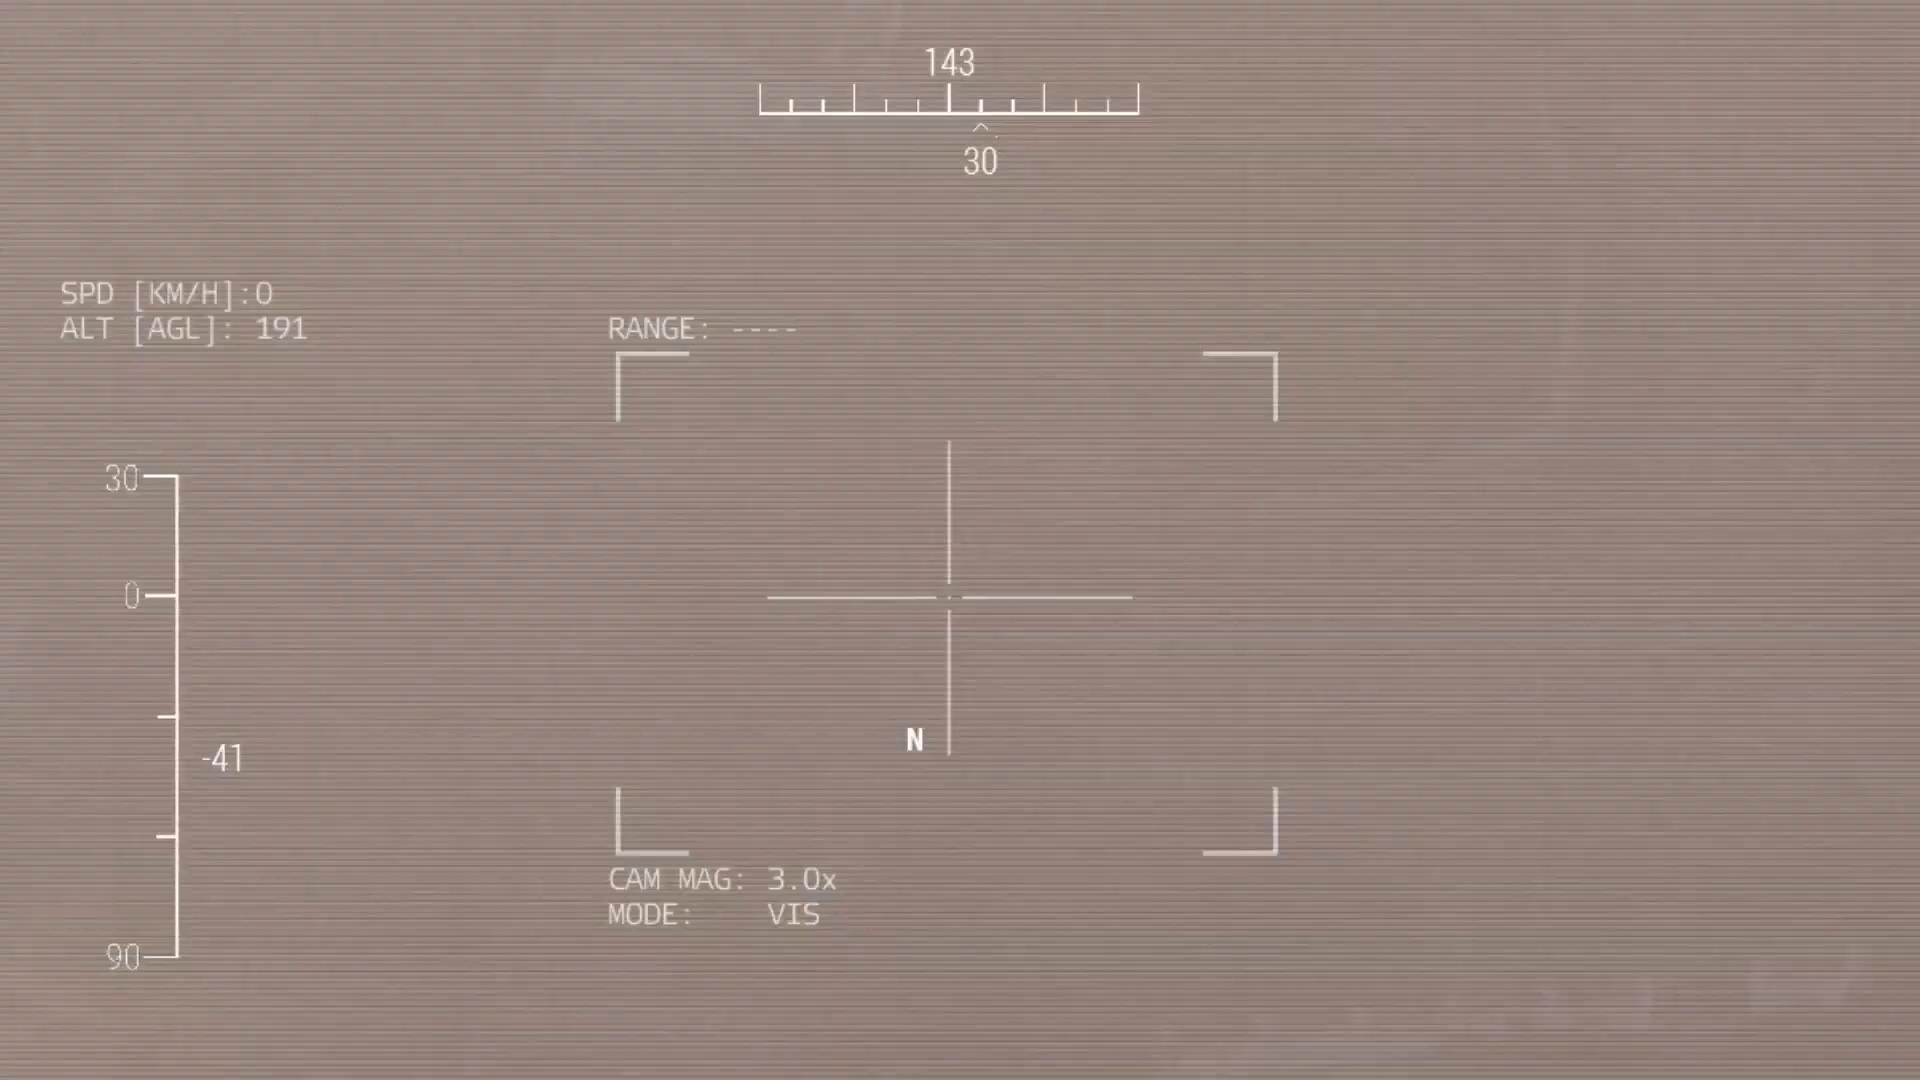 143
30
SPD [KM/H]:0
ALT [AGL]: 191
RANGE: ----
30
0
-41
N
90
CAM MAG: 3.0x
MODE: VIS